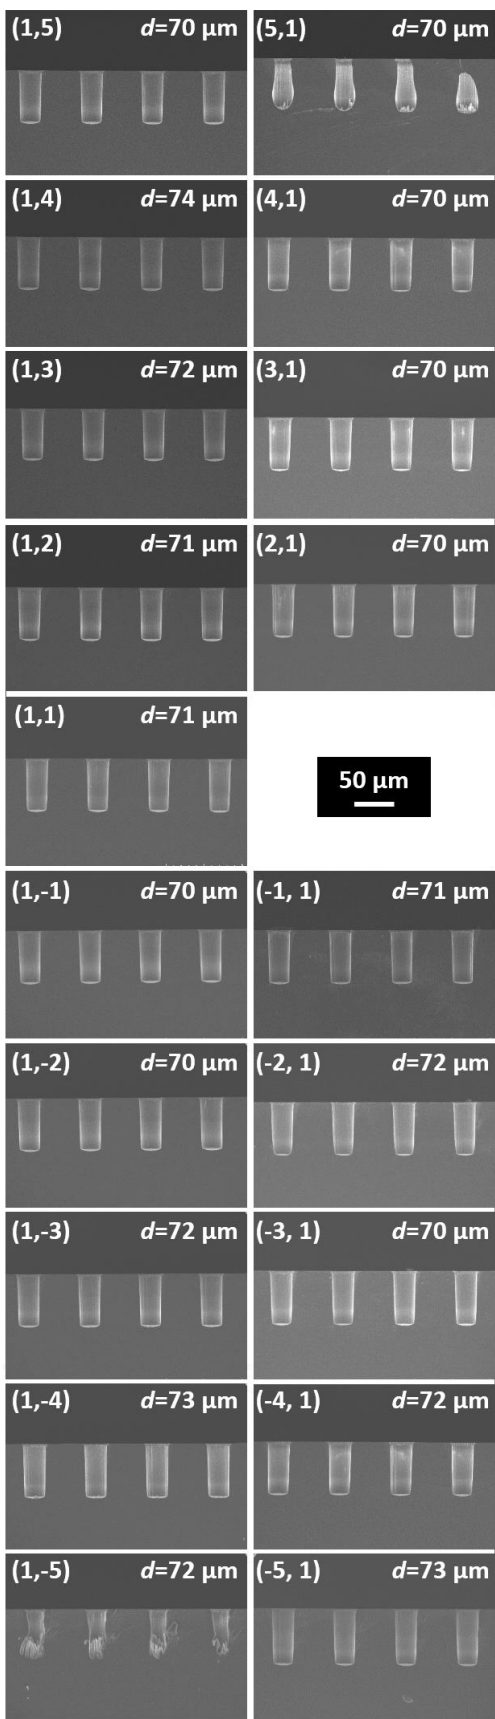 (1,5) d=70 µm
(5,1) d=70 µm
(1,4) d=74 µm
(4,1) d=70 µm
(1,3) d=72 µm
(3,1) d=70 µm
(1,2) d=71 µm
(2,1) d=70 µm
(1,1) d=71 µm
50 µm
(1,-1) d=70 µm
(-1, 1) d=71 µm
(1,-2) d=70 µm
(-2, 1) d=72 µm
(1,-3) d=72 µm
(-3, 1) d=70 µm
(1,-4) d=73 µm
(-4, 1) d=72 µm
(1,-5) d=72 µm
(-5, 1) d=73 µm